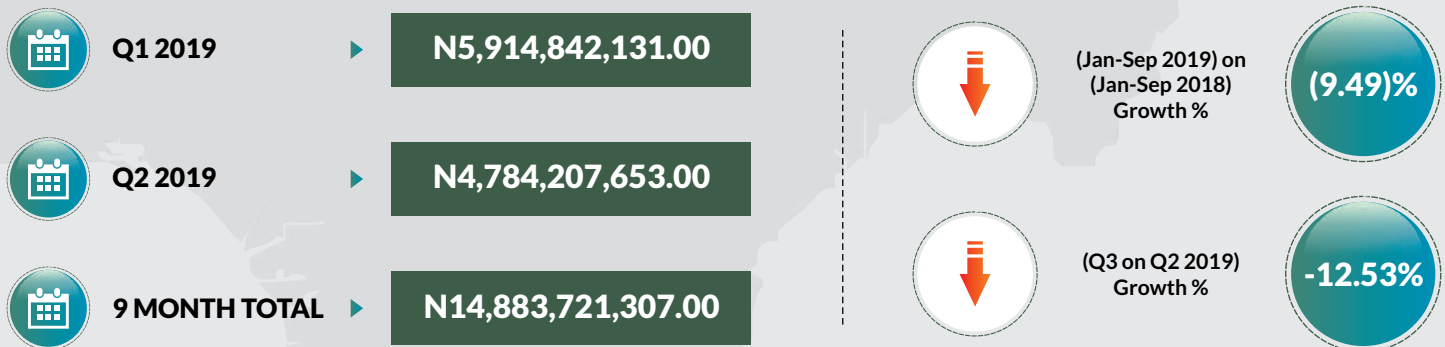 Q1 2019
N5,914,842,131.00
Q2 2019
N4,784,207,653.00
9 MONTH TOTAL
N14,883,721,307.00
(Jan-Sep 2019) on
(Jan-Sep 2018)
Growth %
(9.49)%
(Q3 on Q2 2019)
Growth %
-12.53%